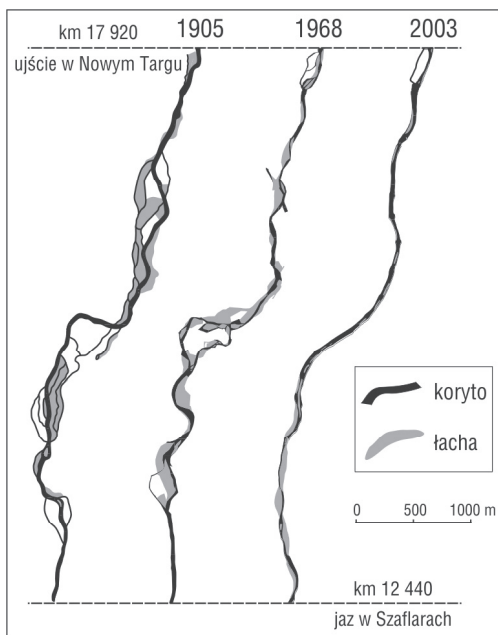 km 17 920 1905 1968 2003
ujście w Nowym Targu
koryto
łacha
0 500 1000 m
km 12 440
jaz w Szaflarach